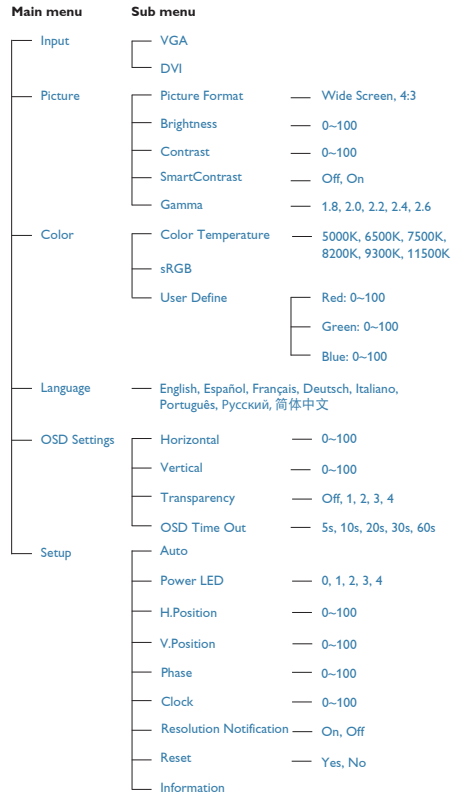 Main menu Sub menu
Input VGA
DVI
Picture Picture Format Wide Screen, 4:3
Brightness 0~100
Contrast 0~100
SmartContrast Off, On
Gamma 1.8, 2.0, 2.2, 2.4, 2.6
Color Color Temperature 5000K, 6500K, 7500K,
8200K, 9300K, 11500K
sRGB
User Define Red: 0~100
Green: 0~100
Blue: 0~100
Language English, Español, Français, Deutsch, Italiano,
Português, Русский, 简体中文
OSD Settings Horizontal 0~100
Vertical 0~100
Transparency Off, 1, 2, 3, 4
OSD Time Out 5s, 10s, 20s, 30s, 60s
Setup Auto
Power LED 0, 1, 2, 3, 4
H.Position 0~100
V.Position 0~100
Phase 0~100
Clock 0~100
Resolution Notification On, Off
Reset Yes, No
Information